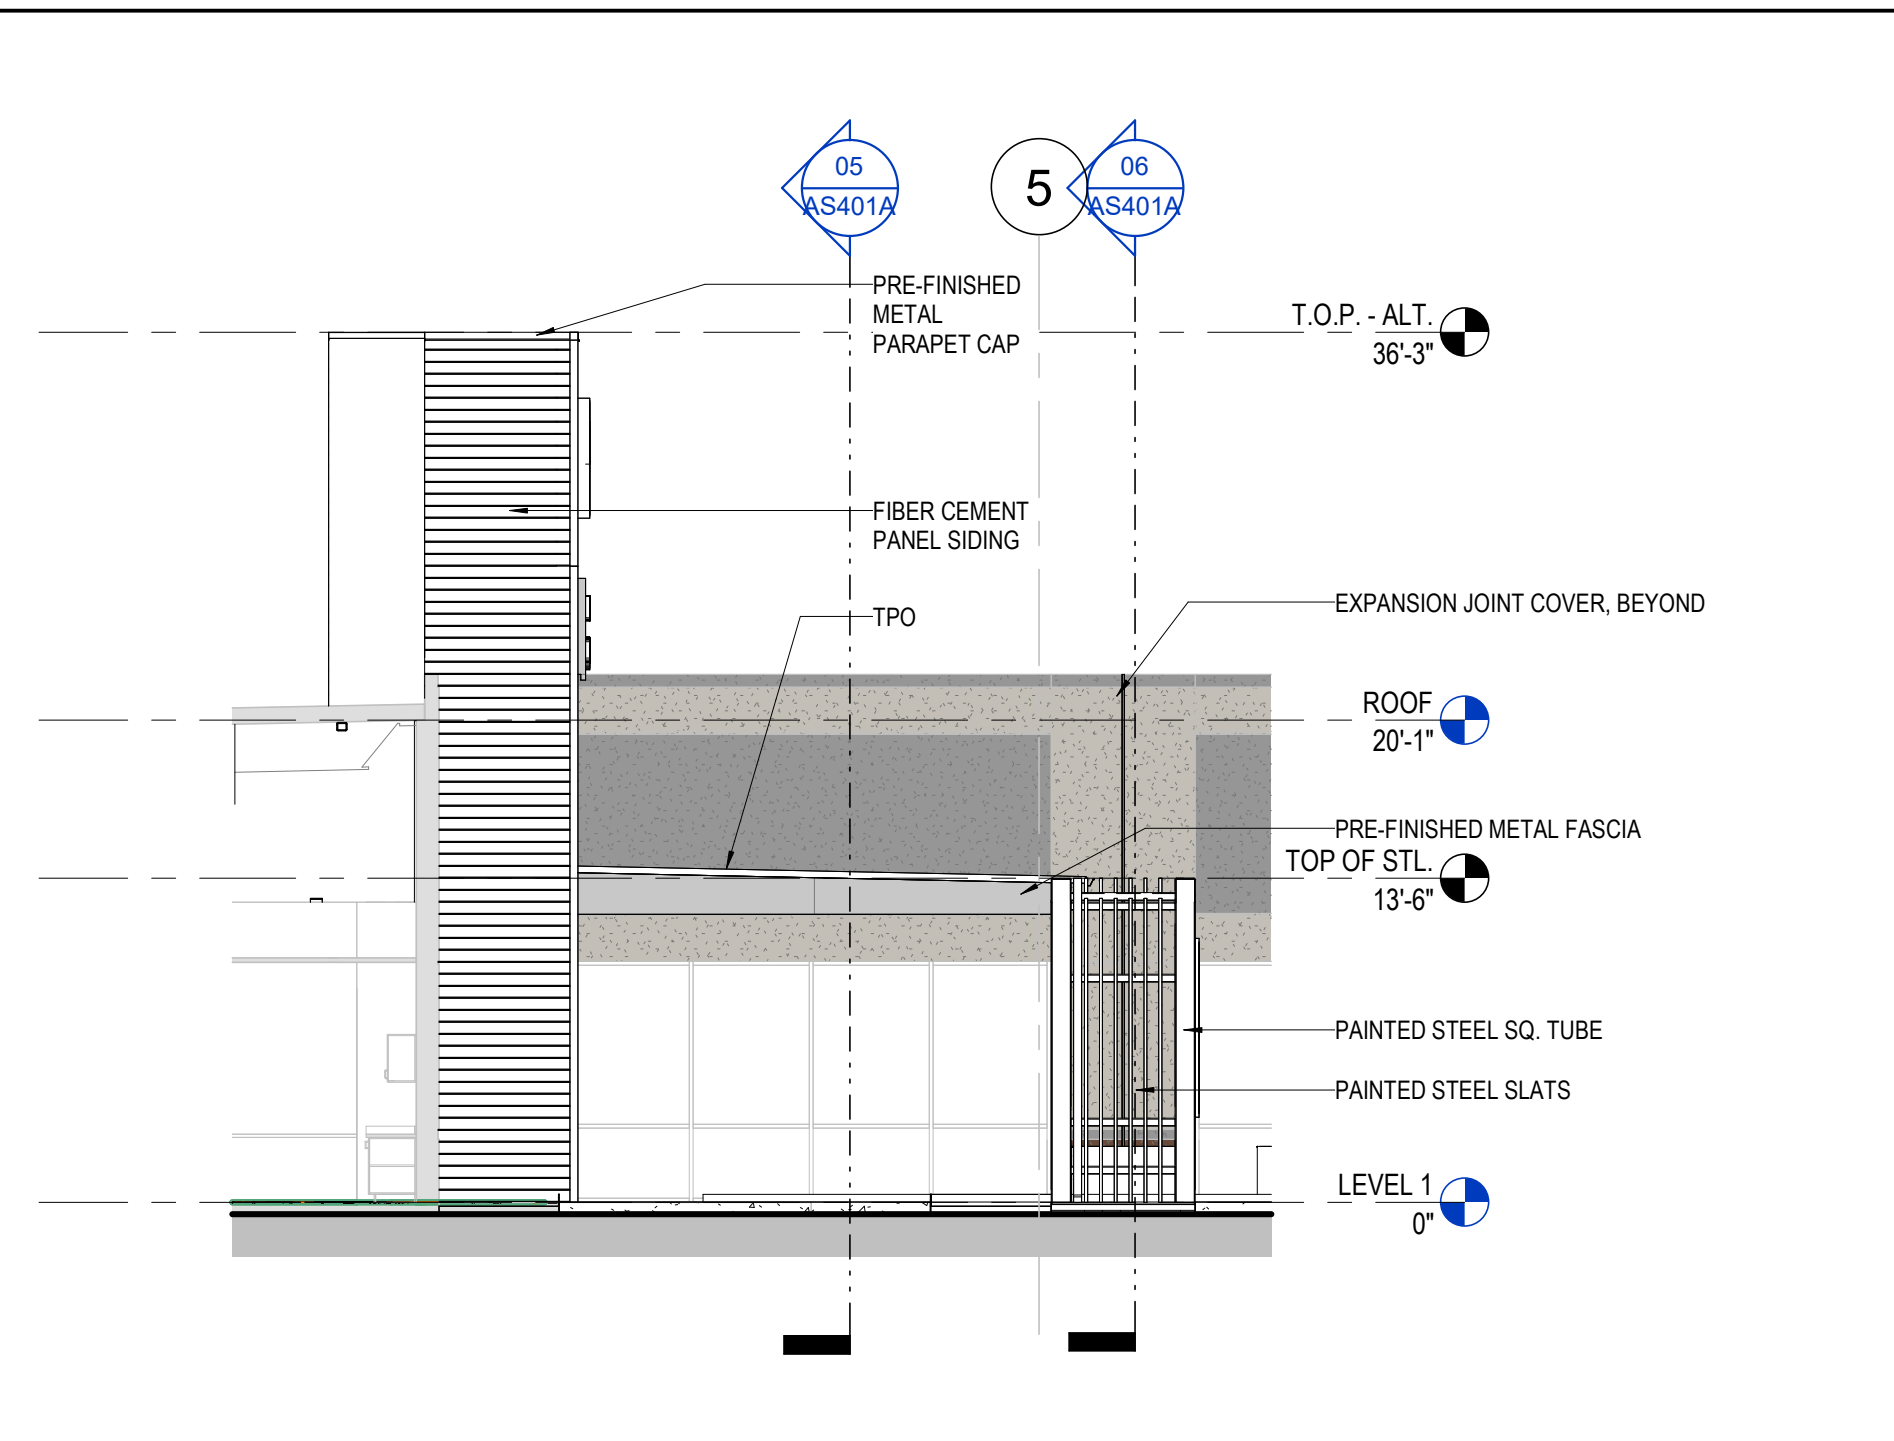 05
AS401A
5
06
AS401A
PRE-FINISHED
METAL
PARAPET CAP
T.O.P. - ALT.
36'-3"
FIBER CEMENT
PANEL SIDING
TPO
EXPANSION JOINT COVER, BEYOND
ROOF
20'-1"
PRE-FINISHED METAL FASCIA
TOP OF STL.
13'-6"
PAINTED STEEL SQ. TUBE
PAINTED STEEL SLATS
LEVEL 1
0"